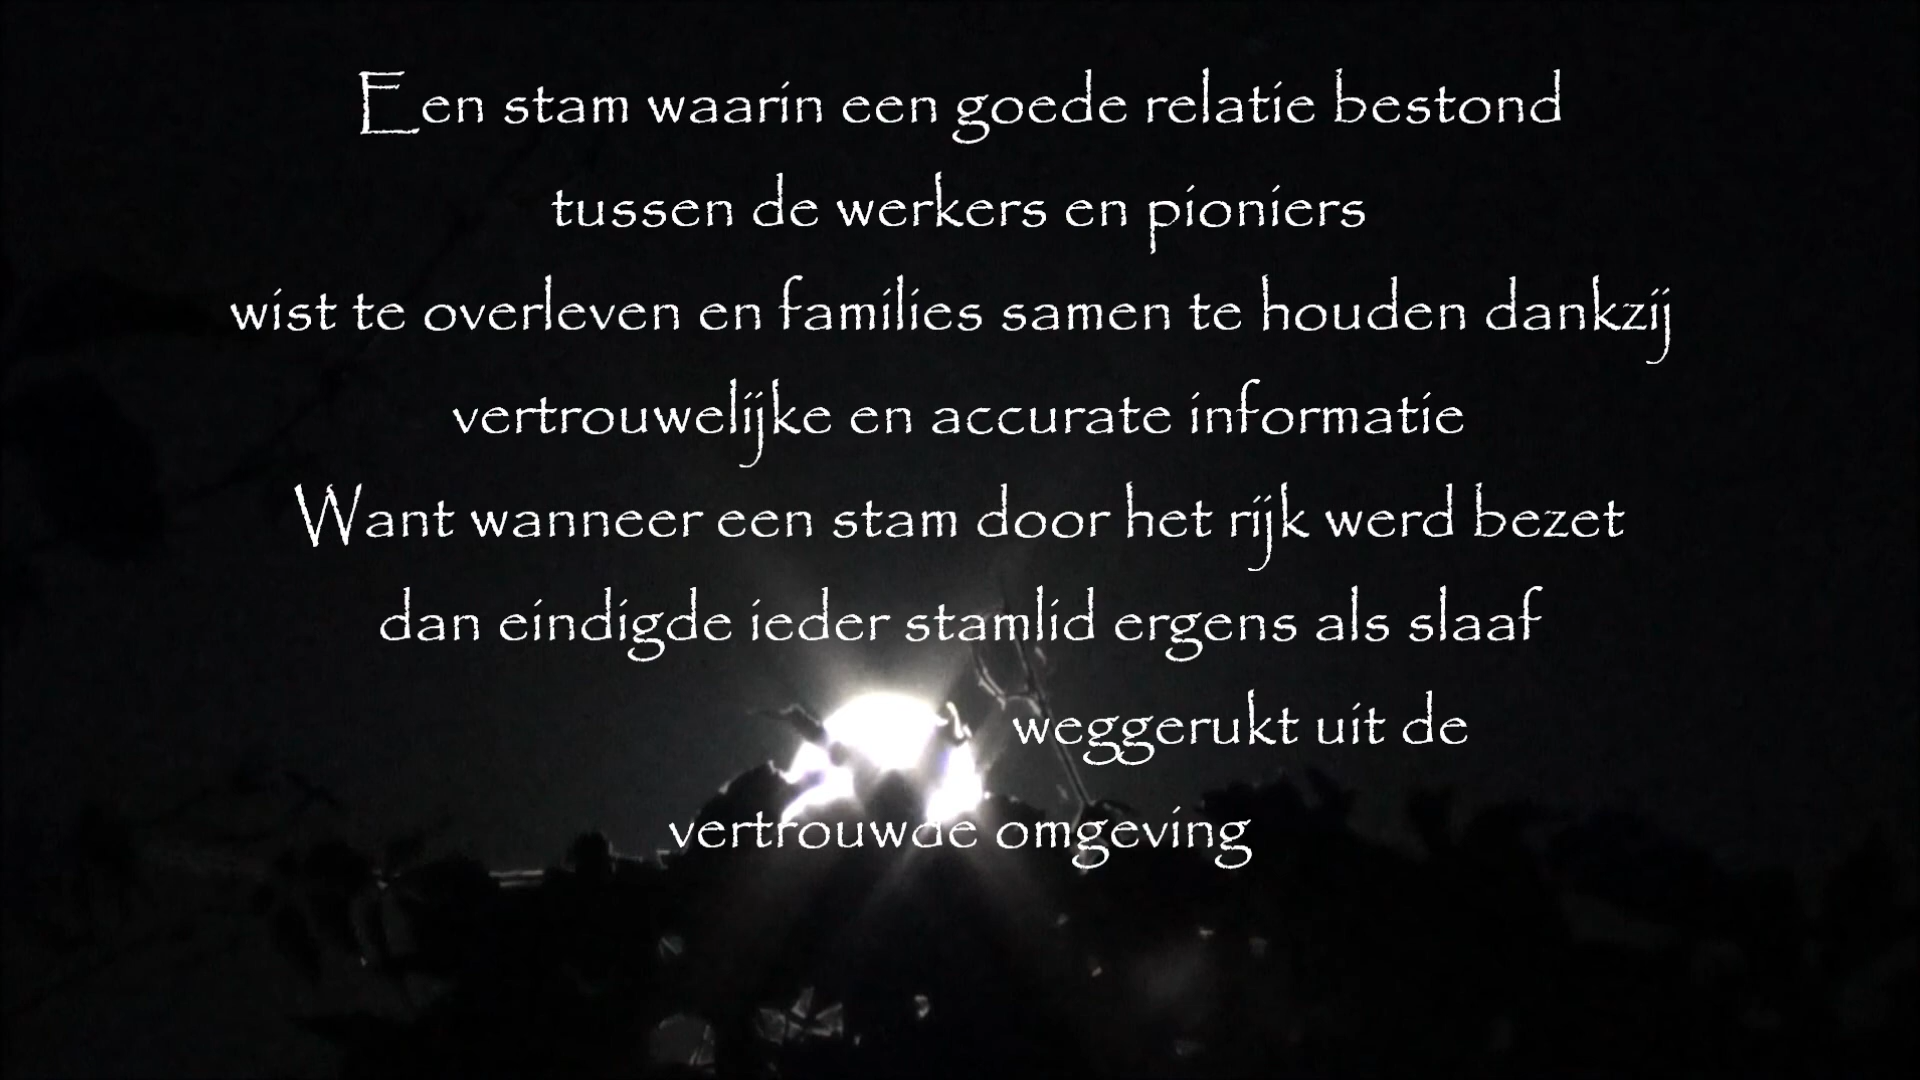 Een stam waarin een goede relatie bestond
tussen de werkers en pioniers
wist te overleven en families samen te houden dankzij
vertrouwelijke en accurate informatie
Want wanneer een stam door het rijk werd bezet
dan eindigde ieder stamlid ergens als slaaf
weggerukt uit de
vertrouwde omgeving